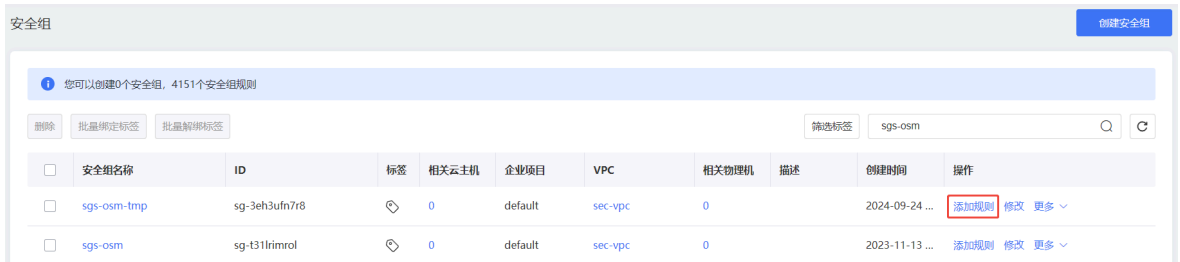 安全组
创建安全组
您可以创建0个安全组，4151个安全组规则
删除 批量绑定标签 批量解绑标签 筛选标签 sgs-osm
安全组名称 ID 标签 相关云主机 企业项目 VPC 相关物理机 描述 创建时间 操作
sgs-osm-tmp sg-3eh3ufn7r8 0 default sec-vpc 0 2024-09-24 ... 添加规则 修改 更多
sgs-osm sg-t31lrimrol 0 default sec-vpc 0 2023-11-13 ... 添加规则 修改 更多